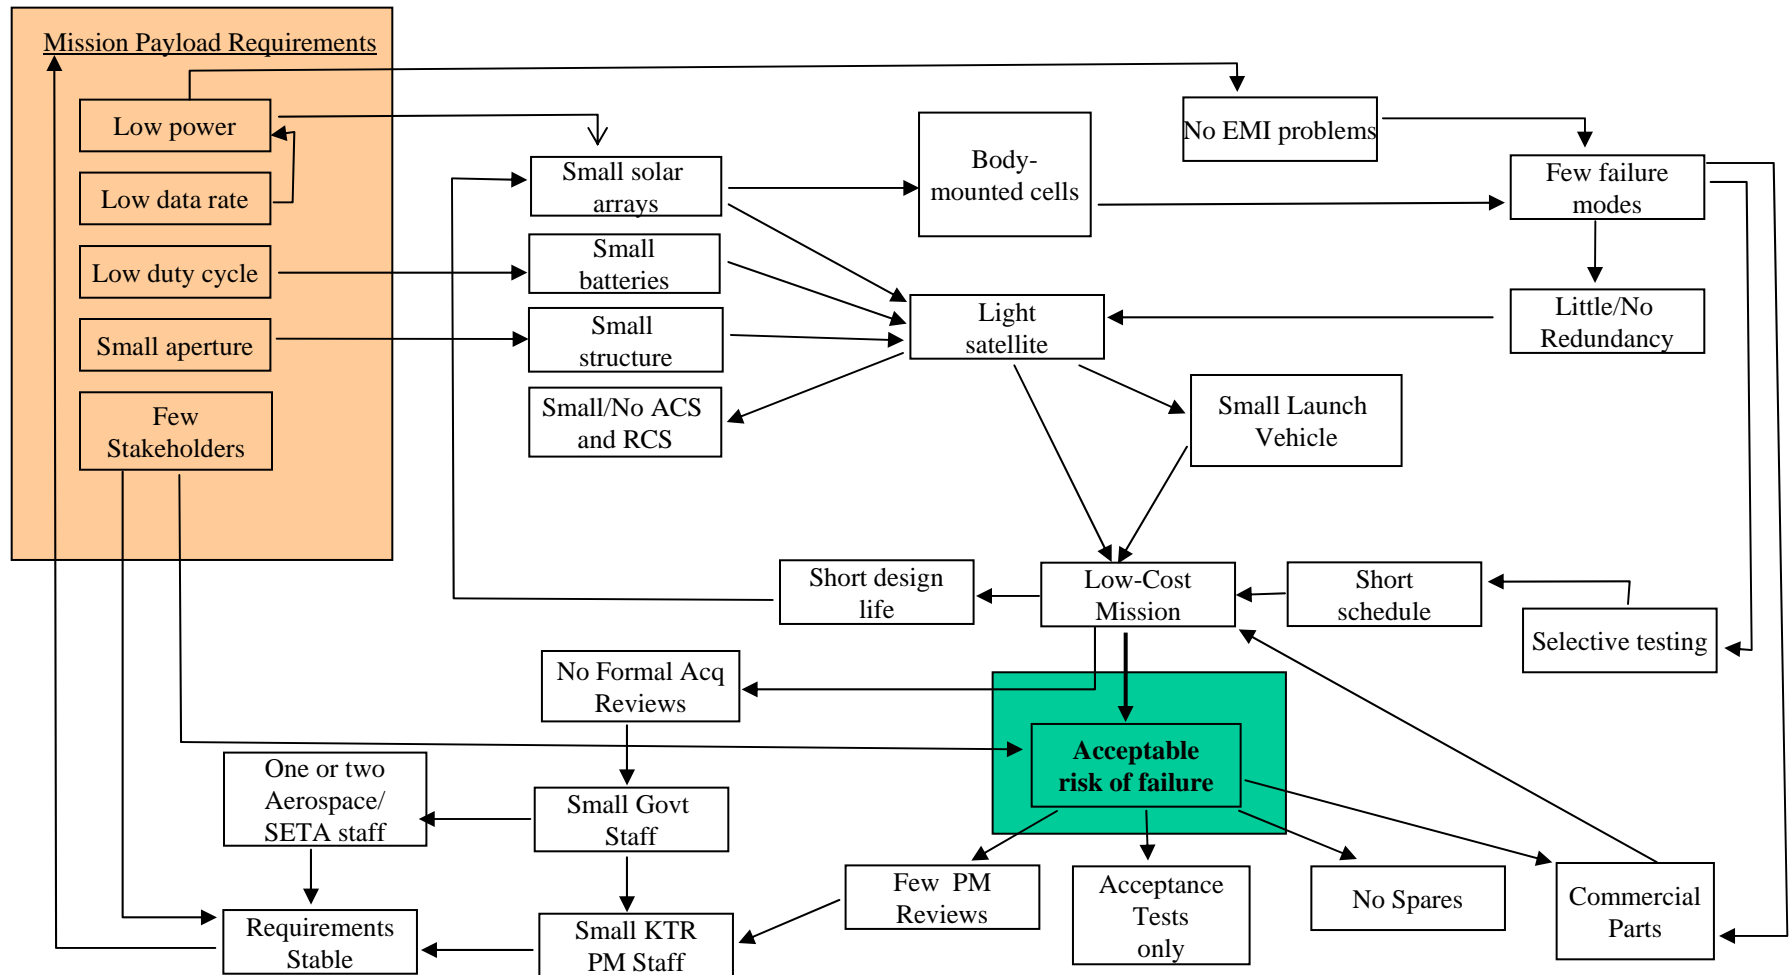 Mission Payload Requirements
Low power
Low data rate
Low duty cycle
Small aperture
Few
Stakeholders
Small solar
arrays
Small
batteries
Small
structure
Small/No ACS
and RCS
Body-
mounted cells
No EMI problems
Few failure
modes
Light
satellite
Little/No
Redundancy
Small Launch
Vehicle
Short design
life
Low-Cost
Mission
Short
schedule
Selective testing
No Formal Acq
Reviews
Acceptable
risk of failure
One or two
Aerospace/
SETA staff
Small Govt
Staff
Few PM
Reviews
Acceptance
Tests
only
No Spares
Commercial
Parts
Requirements
Stable
Small KTR
PM Staff